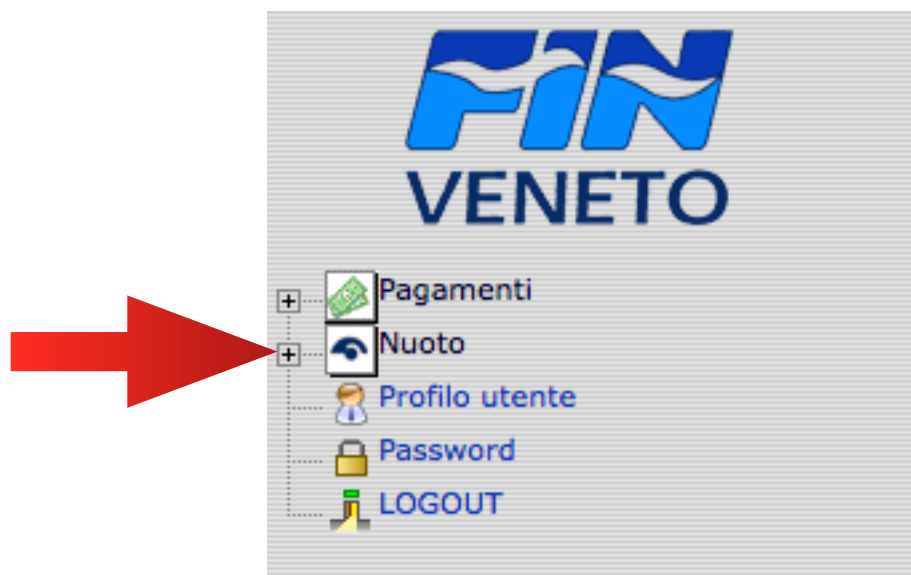 FIN
VENETO
Pagamenti
Nuoto
Profilo utente
Password
LOGOUT